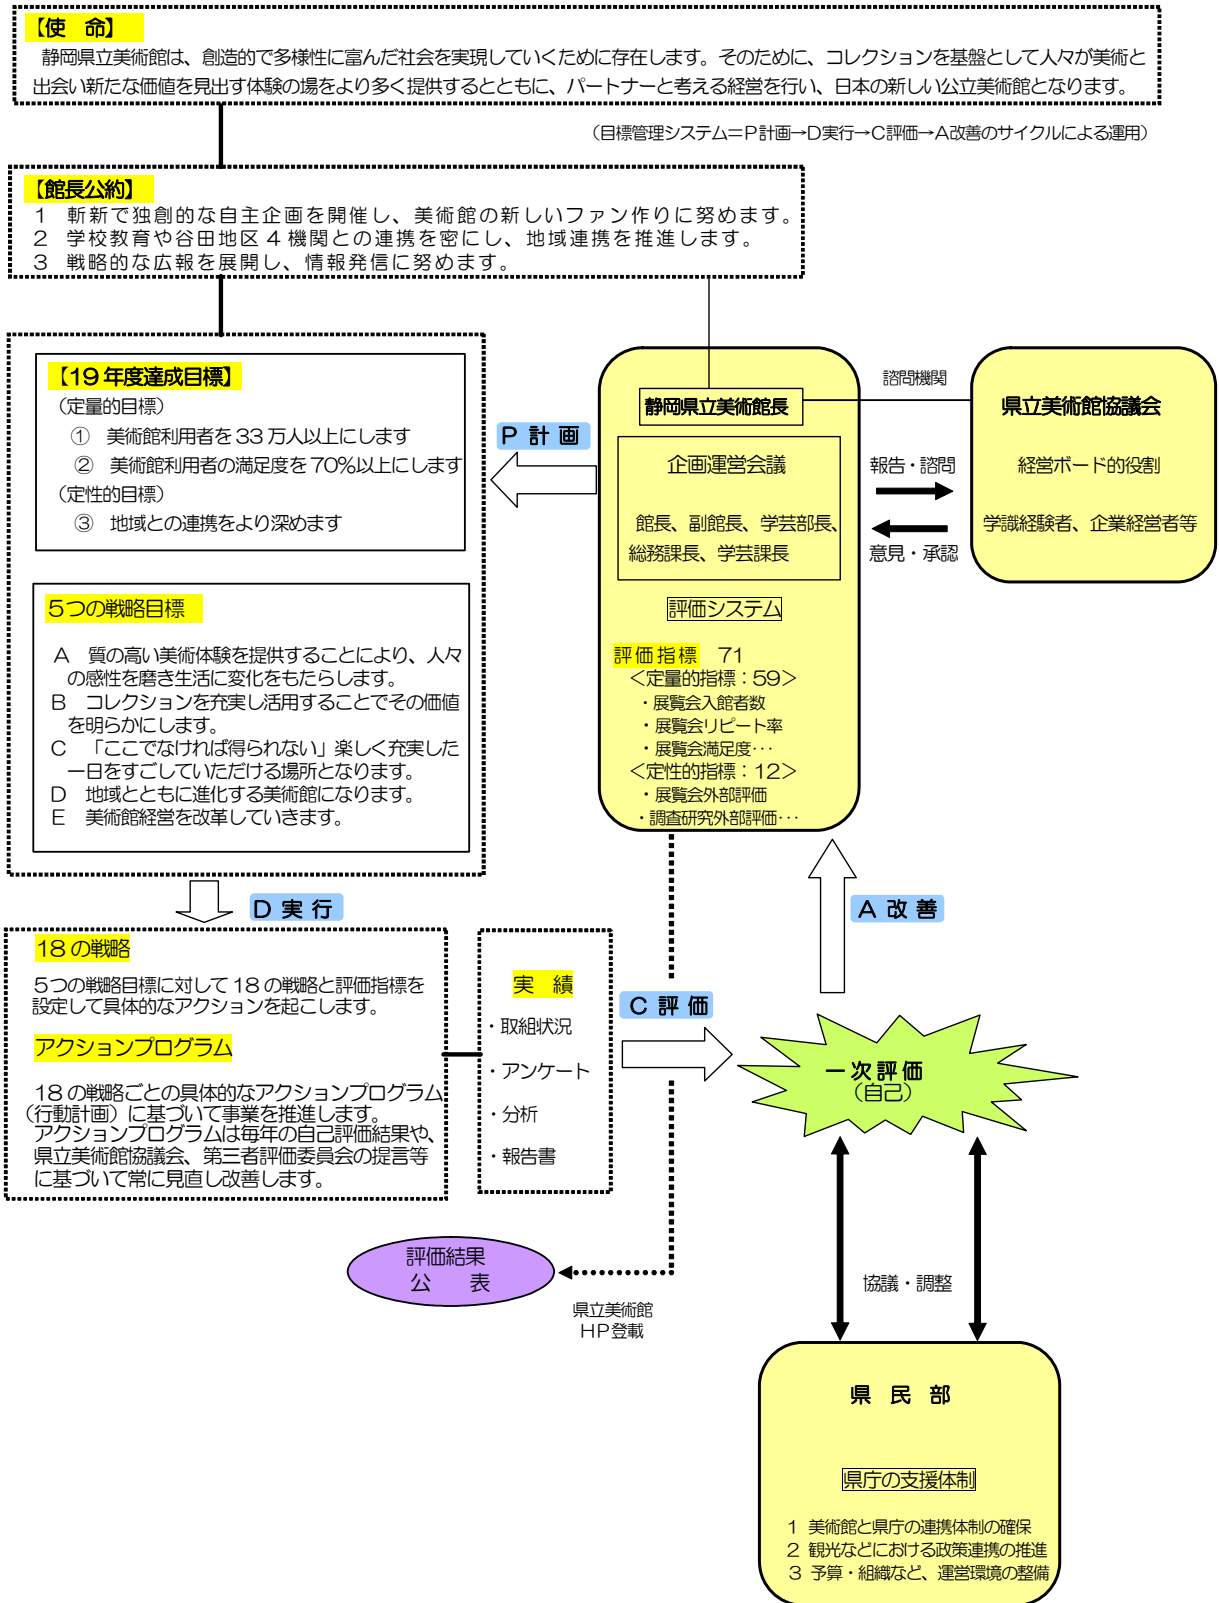 【使　命】
静岡県立美術館は、創造的で多様性に富んだ社会を実現していくために存在します。そのために、コレクションを基盤として人々が美術と
出会い新たな価値を見出す体験の場をより多く提供するとともに、パートナーと考える経営を行い、日本の新しい公立美術館となります。
（目標管理システム＝Ｐ計画→Ｄ実行→Ｃ評価→Ａ改善のサイクルによる運用）
【館長公約】
１　斬新で独創的な自主企画を開催し、美術館の新しいファン作りに努めます。
２　学校教育や谷田地区４機関との連携を密にし、地域連携を推進します。
３　戦略的な広報を展開し、情報発信に努めます。
【19年度達成目標】
（定量的目標）
①　美術館利用者を33万人以上にします
②　美術館利用者の満足度を70%以上にします
（定性的目標）
③　地域との連携をより深めます
５つの戦略目標
Ａ　質の高い美術体験を提供することにより、人々
の感性を磨き生活に変化をもたらします。
Ｂ　コレクションを充実し活用することでその価値
を明らかにします。
Ｃ　「ここでなければ得られない」楽しく充実した
一日をすごしていただける場所となります。
Ｄ　地域とともに進化する美術館になります。
Ｅ　美術館経営を改革していきます。
Ｐ計画
静岡県立美術館長
企画運営会議
館長、副館長、学芸部長、
総務課長、学芸課長
評価システム
評価指標　71
＜定量的指標：59＞
・展覧会入館者数
・展覧会リピート率
・展覧会満足度･･･
＜定性的指標：12＞
・展覧会外部評価
・調査研究外部評価･･･
諮問機関
報告・諮問
意見・承認
県立美術館協議会
経営ボード的役割
学識経験者、企業経営者等
Ｄ実行
18の戦略
５つの戦略目標に対して18の戦略と評価指標を
設定して具体的なアクションを起こします。
アクションプログラム
18の戦略ごとの具体的なアクションプログラム
（行動計画）に基づいて事業を推進します。
アクションプログラムは毎年の自己評価結果や、
県立美術館協議会、第三者評価委員会の提言等
に基づいて常に見直し改善します。
実　績
・取組状況
・アンケート
・分析
・報告書
Ｃ評価
Ａ改善
一次評価
（自己）
評価結果
公　表
県立美術館
ＨＰ登載
協議・調整
県　民　部
県庁の支援体制
１ 美術館と県庁の連携体制の確保
２ 観光などにおける政策連携の推進
３ 予算・組織など、運営環境の整備